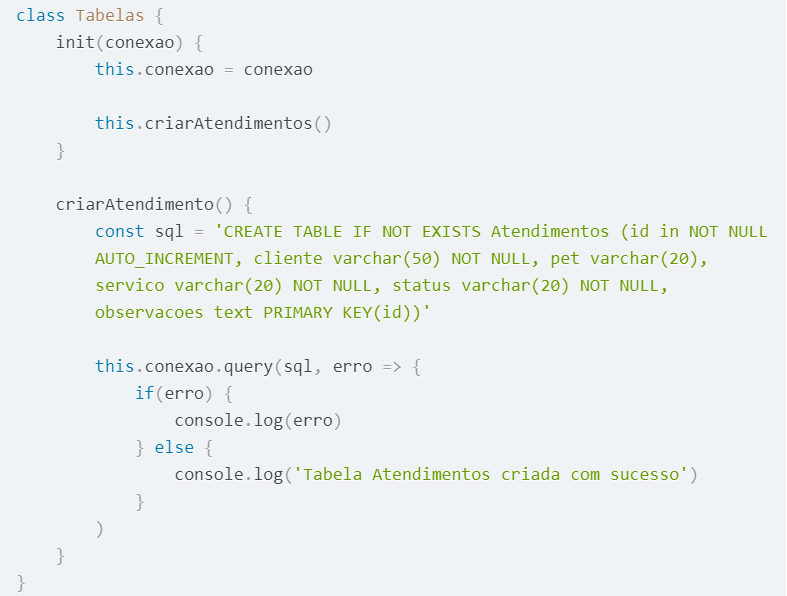 class Tabelas {
    init(conexao) {
        this.conexao = conexao

        this.criarAtendimentos()
    }

    criarAtendimento() {
        const sql = 'CREATE TABLE IF NOT EXISTS Atendimentos (id in NOT NULL
        AUTO_INCREMENT, cliente varchar(50) NOT NULL, pet varchar(20),
        servico varchar(20) NOT NULL, status varchar(20) NOT NULL,
        observacoes text PRIMARY KEY(id))'

        this.conexao.query(sql, erro => {
            if(erro) {
                console.log(erro)
            } else {
                console.log('Tabela Atendimentos criada com sucesso')
            }
        )
    }
}